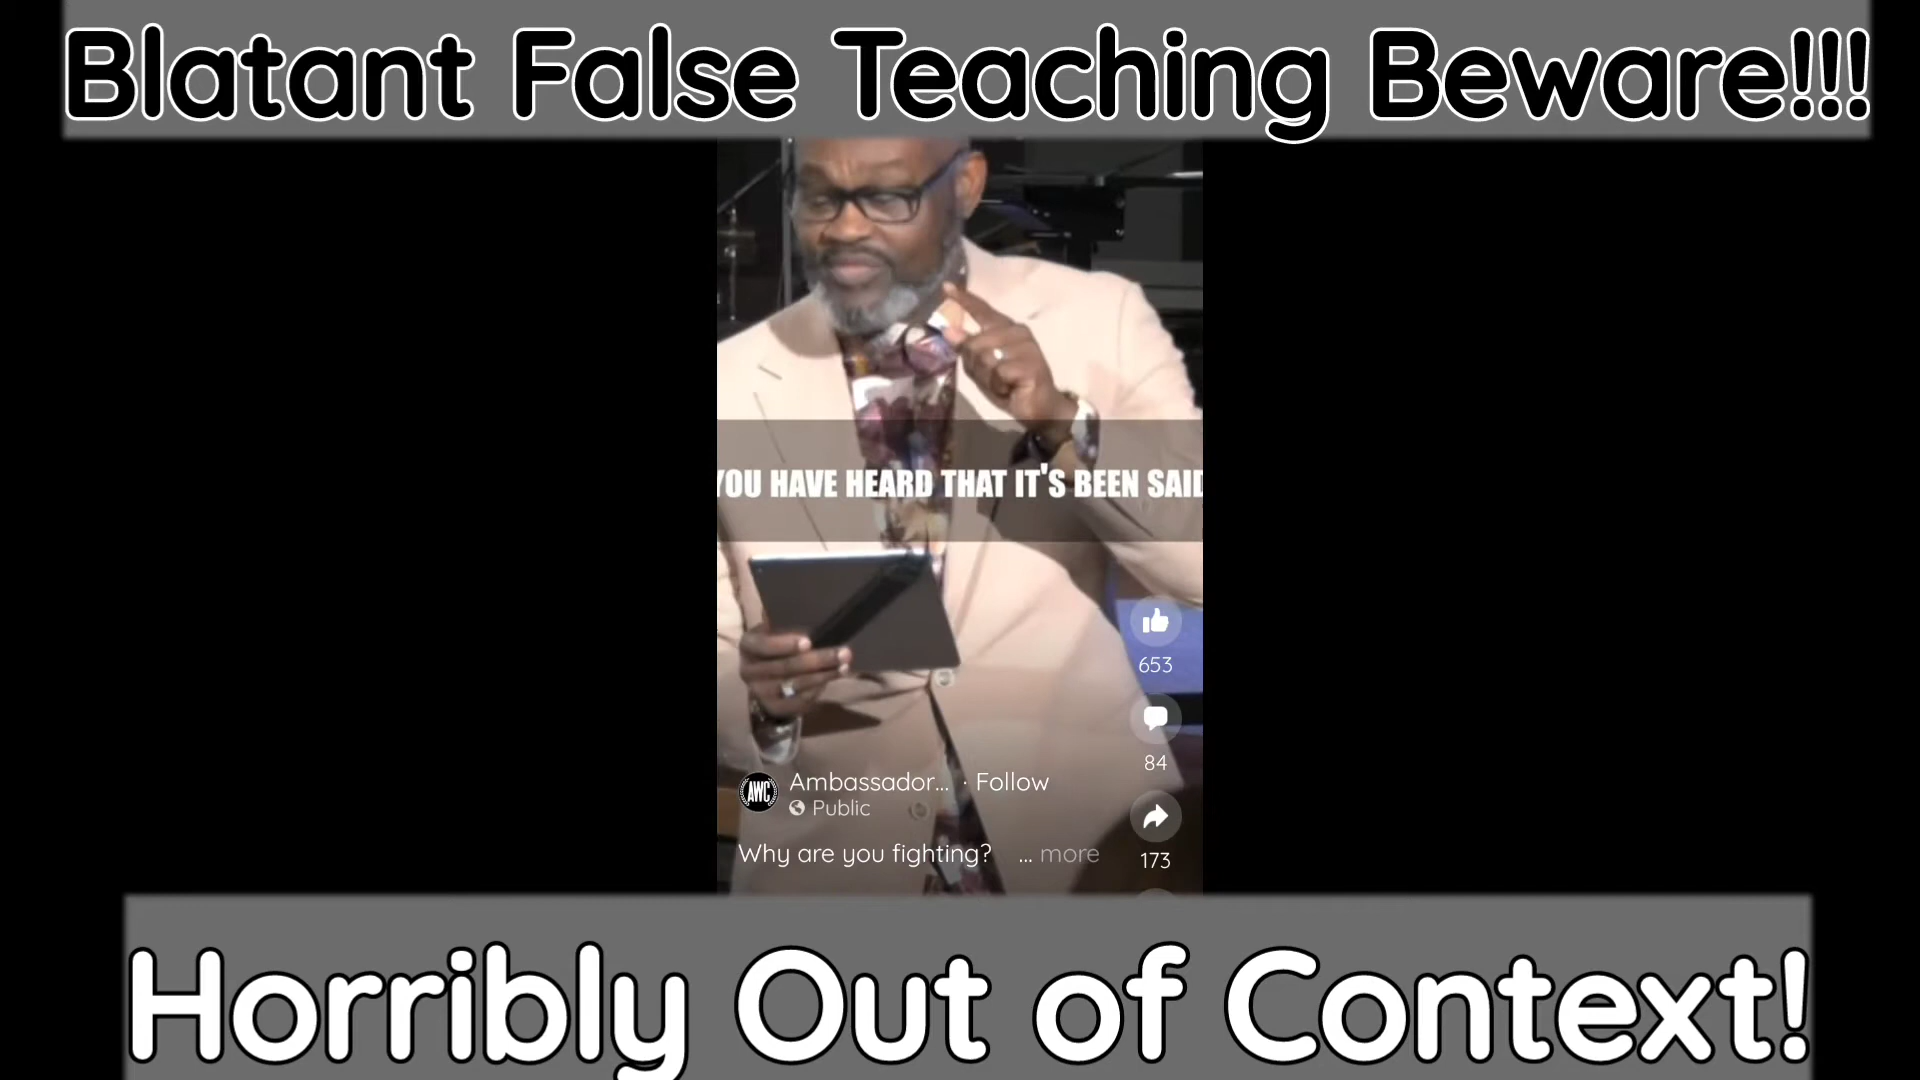 Blatant False Teaching Beware!!!
YOU HAVE HEARD THAT IT'S BEEN SAID
653
84
AWC
Ambassador... · Follow
Public
Why are you fighting? ... more
173
Horribly Out of Context!